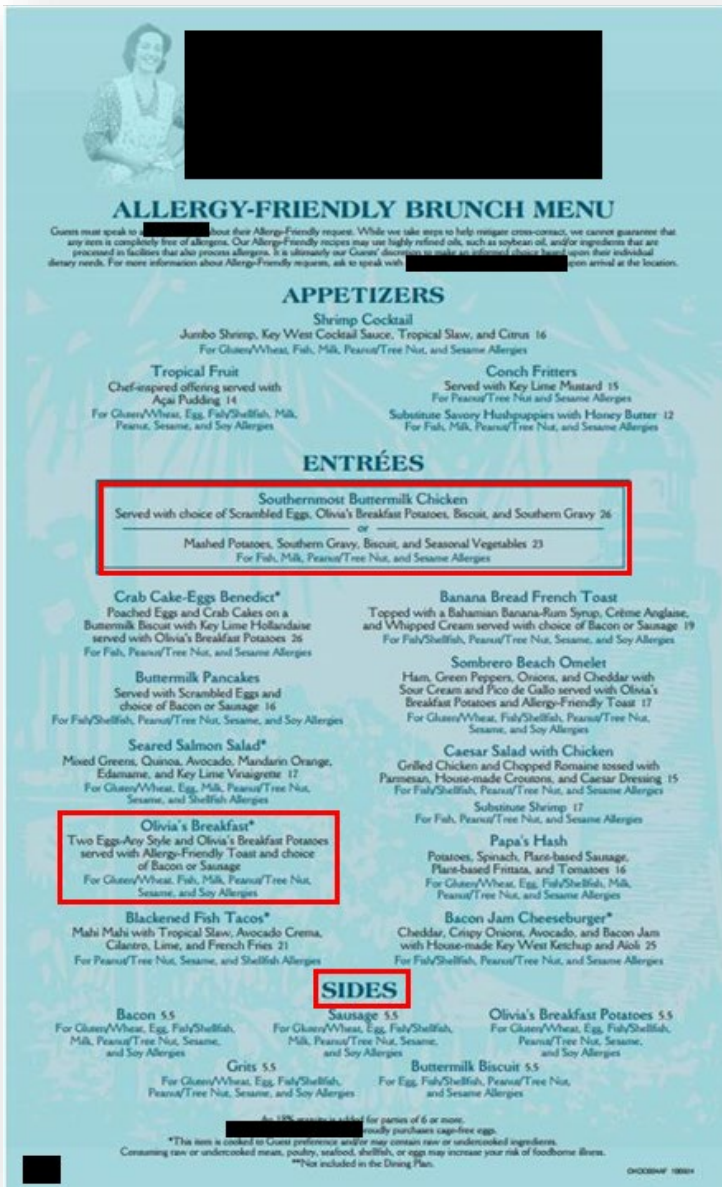 ALLERGY-FRIENDLY BRUNCH MENU
Guests must speak to a about their Allergy-Friendly request. While we take steps to help mitigate cross-contact, we cannot guarantee that
any item is completely free of allergens. Our Allergy-Friendly recipes may use highly refined oils, such as soybean oil, and/or ingredients that are
processed in facilities that also process allergens. It is ultimately our Guests' discretion to make an informed choice based upon their individual
dietary needs. For more information about Allergy-Friendly requests, ask to speak with upon arrival at the location.
APPETIZERS
Shrimp Cocktail
Jumbo Shrimp, Key West Cocktail Sauce, Tropical Slaw, and Citrus 16
For Gluten/Wheat, Fish, Milk, Peanut/Tree Nut, and Sesame Allergies
Tropical Fruit
Chef-inspired offering served with
Açai Pudding 14
For Gluten/Wheat, Egg, Fish/Shellfish, Milk,
Peanut, Sesame, and Soy Allergies
Conch Fritters
Served with Key Lime Mustard 15
For Peanut/Tree Nut and Sesame Allergies
Substitute Savory Hushpuppies with Honey Butter 12
For Fish, Milk, Peanut/Tree Nut, and Sesame Allergies
ENTRÉES
Southernmost Buttermilk Chicken
Served with choice of Scrambled Eggs, Olivia's Breakfast Potatoes, Biscuit, and Southern Gravy 26
or
Mashed Potatoes, Southern Gravy, Biscuit, and Seasonal Vegetables 23
For Fish, Milk, Peanut/Tree Nut, and Sesame Allergies
Crab Cake-Eggs Benedict*
Poached Eggs and Crab Cakes on a
Buttermilk Biscuit with Key Lime Hollandaise
served with Olivia's Breakfast Potatoes 26
For Fish, Peanut/Tree Nut, and Sesame Allergies
Buttermilk Pancakes
Served with Scrambled Eggs and
choice of Bacon or Sausage 16
For Fish/Shellfish, Peanut/Tree Nut, Sesame, and Soy Allergies
Seared Salmon Salad*
Mixed Greens, Quinoa, Avocado, Mandarin Orange,
Edamame, and Key Lime Vinaigrette 17
For Gluten/Wheat, Egg, Milk, Peanut/Tree Nut,
Sesame, and Shellfish Allergies
Olivia's Breakfast*
Two Eggs-Any Style and Olivia's Breakfast Potatoes
served with Allergy-Friendly Toast and choice
of Bacon or Sausage
For Gluten/Wheat, Fish, Milk, Peanut/Tree Nut,
Sesame, and Soy Allergies
Blackened Fish Tacos*
Mahi Mahi with Tropical Slaw, Avocado Crema,
Cilantro, Lime, and French Fries 21
For Peanut/Tree Nut, Sesame, and Shellfish Allergies
Banana Bread French Toast
Topped with a Bahamian Banana-Rum Syrup, Crème Anglaise,
and Whipped Cream served with choice of Bacon or Sausage 19
For Fish/Shellfish, Peanut/Tree Nut, Sesame, and Soy Allergies
Sombrero Beach Omelet
Ham, Green Peppers, Onions, and Cheddar with
Sour Cream and Pico de Gallo served with Olivia's
Breakfast Potatoes and Allergy-Friendly Toast 17
For Gluten/Wheat, Fish/Shellfish, Peanut/Tree Nut,
Sesame, and Soy Allergies
Caesar Salad with Chicken
Grilled Chicken and Chopped Romaine tossed with
Parmesan, House-made Croutons, and Caesar Dressing 15
For Fish/Shellfish, Peanut/Tree Nut, and Sesame Allergies
Substitute Shrimp 17
For Fish, Peanut/Tree Nut, and Sesame Allergies
Papa's Hash
Potatoes, Spinach, Plant-based Sausage,
Plant-based Frittata, and Tomatoes 16
For Gluten/Wheat, Egg, Fish/Shellfish, Milk,
Peanut/Tree Nut, and Sesame Allergies
Bacon Jam Cheeseburger*
Cheddar, Crispy Onions, Avocado, and Bacon Jam
with House-made Key West Ketchup and Aioli 25
For Fish/Shellfish, Peanut/Tree Nut, and Sesame Allergies
SIDES
Bacon 5.5
For Gluten/Wheat, Egg, Fish/Shellfish,
Milk, Peanut/Tree Nut, Sesame,
and Soy Allergies
Sausage 5.5
For Gluten/Wheat, Egg, Fish/Shellfish,
Milk, Peanut/Tree Nut, Sesame,
and Soy Allergies
Olivia's Breakfast Potatoes 5.5
For Gluten/Wheat, Egg, Fish/Shellfish,
Peanut/Tree Nut, Sesame,
and Soy Allergies
Grits 5.5
For Gluten/Wheat, Egg, Fish/Shellfish,
Peanut/Tree Nut, Sesame, and Soy Allergies
Buttermilk Biscuit 5.5
For Egg, Fish/Shellfish, Peanut/Tree Nut,
and Sesame Allergies
An 18% gratuity is added for parties of 6 or more.
proudly purchases cage-free eggs.
*This item is cooked to Guest preference and/or may contain raw or undercooked ingredients.
Consuming raw or undercooked meats, poultry, seafood, shellfish, or eggs may increase your risk of foodborne illness.
**Not included in the Dining Plan.